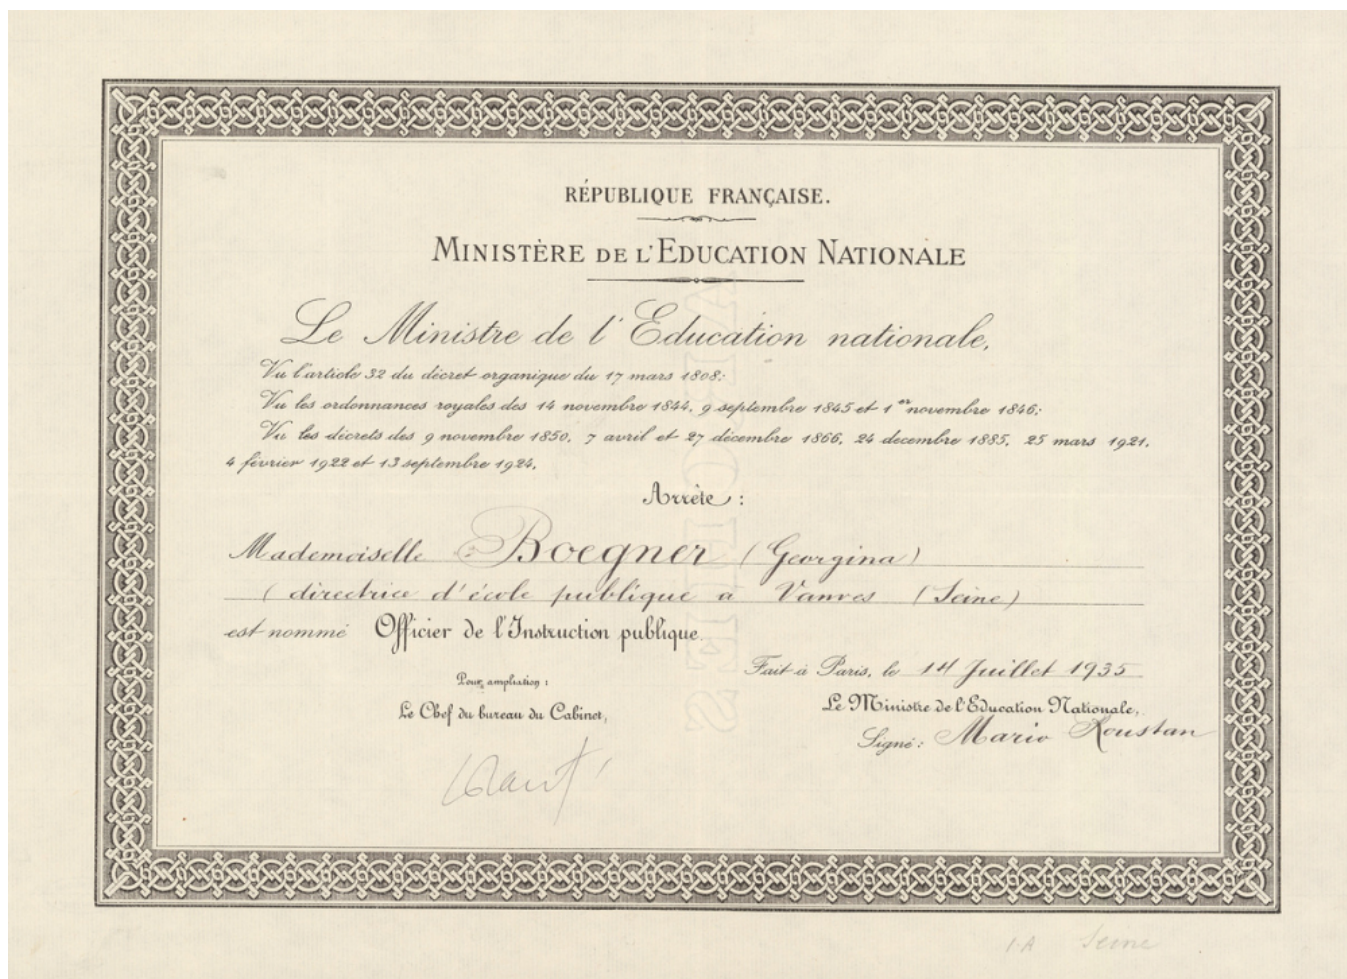 RÉPUBLIQUE FRANÇAISE.
MINISTÈRE DE L'EDUCATION NATIONALE
Le Ministre de l'Education nationale,
Vu l'article 32 du décret organique du 17 mars 1808;
Vu les ordonnances royales des 14 novembre 1844, 9 septembre 1845 et 1er novembre 1846;
Vu les décrets des 9 novembre 1850, 7 avril et 27 décembre 1866, 24 decembre 1885, 25 mars 1921,
4 fevrier 1922 et 13 septembre 1924,
Arrête :
Mademoiselle Boegner (Georgina)
(directrice d'école publique a Vanves (Seine)
est nommé Officier de l'Instruction publique.
Fait à Paris, le 14 Juillet 1935
Pour ampliation :
Le Chef du bureau du Cabinet,
Le Ministre de l'Education Nationale,
Signé : Mario Roustan
I-A Seine